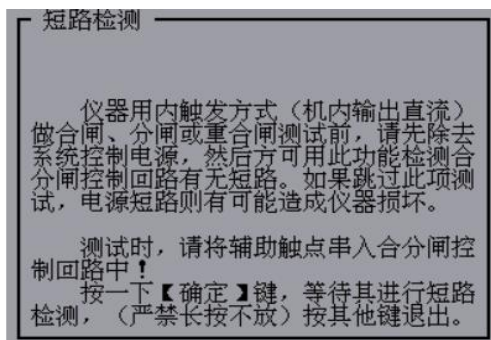 短路检测
仪器用内触发方式（机内输出直流）
做合闸、分闸或重合闸测试前，请先除去
系统控制电源，然后方可用此功能检测合
分闸控制回路有无短路。如果跳过此项测
试，电源短路则有可能造成仪器损坏。
测试时，请将辅助触点串入合分闸控
制回路中！
按一下【确定】键，等待其进行短路
检测，（严禁长按不放）按其他键退出。